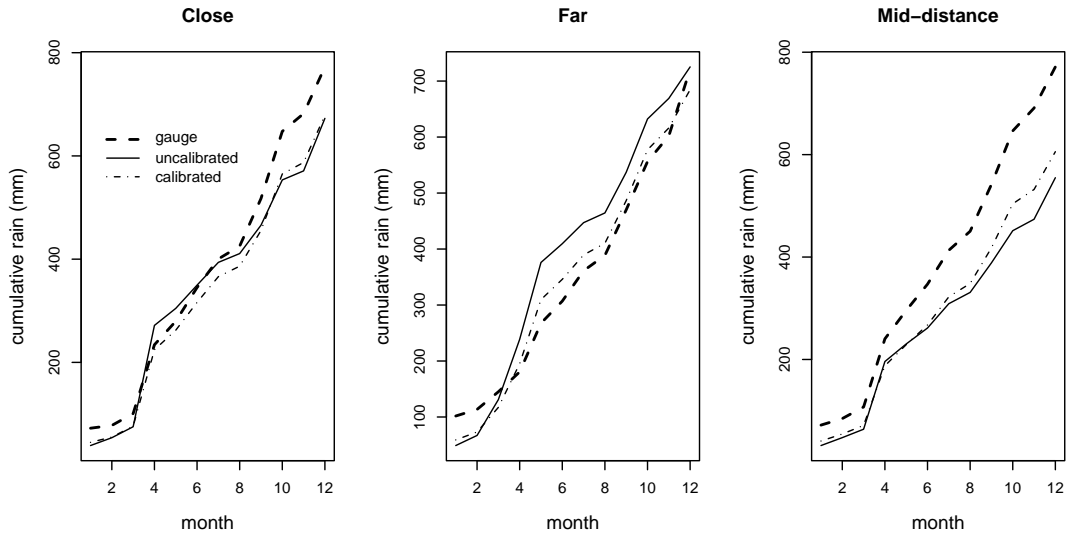 Close
800
600
400
200
cumulative rain (mm)
gauge
uncalibrated
calibrated
2 4 6 8 10 12
month
Far
700
600
500
400
300
200
100
cumulative rain (mm)
2 4 6 8 10 12
month
Mid−distance
800
600
400
200
cumulative rain (mm)
2 4 6 8 10 12
month